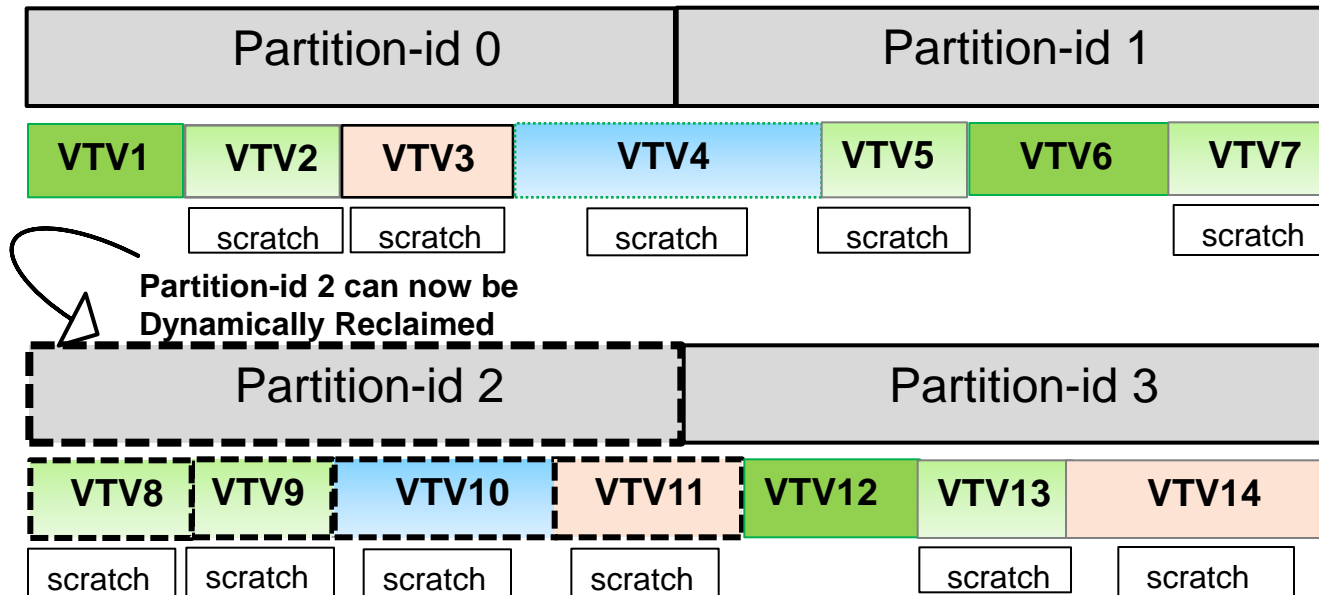 Partition-id 0 Partition-id 1
VTV1 VTV2 VTV3 VTV4 VTV5 VTV6 VTV7
scratch scratch scratch scratch scratch
Partition-id 2 can now be
Dynamically Reclaimed
Partition-id 2 Partition-id 3
VTV8 VTV9 VTV10 VTV11 VTV12 VTV13 VTV14
scratch scratch scratch scratch scratch scratch